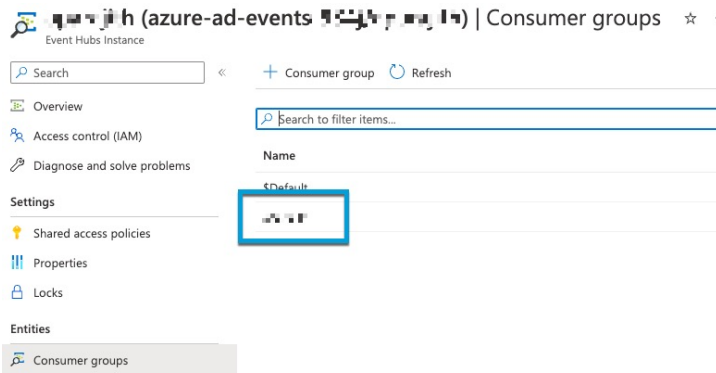 h (azure-ad-events ) | Consumer groups
Event Hubs Instance
Search
«
+ Consumer group Refresh
Overview
Search to filter items...
Access control (IAM)
Name
Diagnose and solve problems
$Default
Settings
Shared access policies
Properties
Locks
Entities
Consumer groups